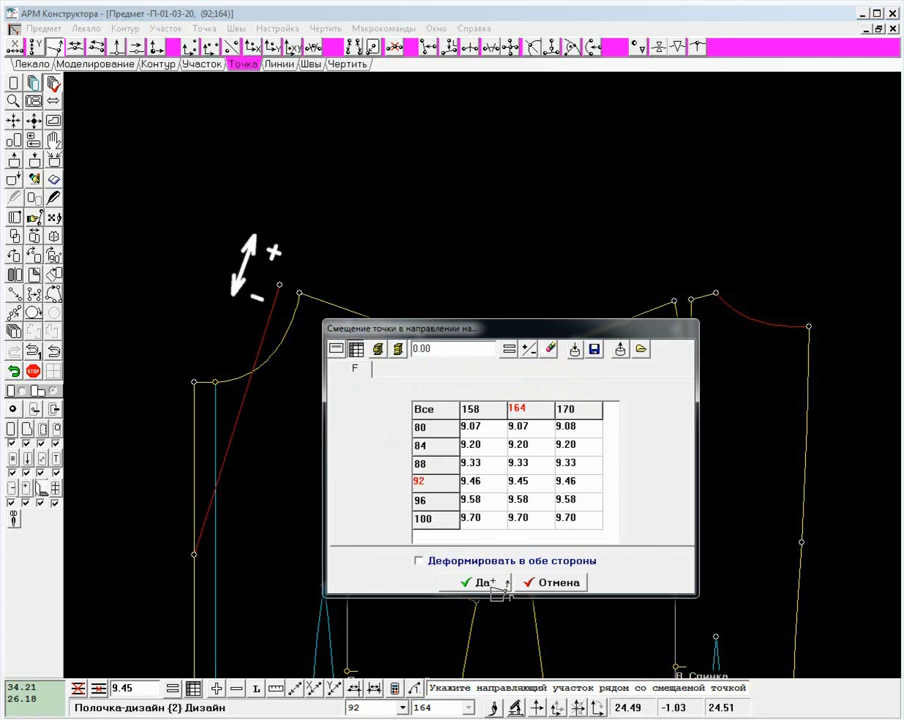 АРМ Конструктора - [Предмет -П-01-03-20, (92;164)]
Предмет Лекало Контур Участок Точка Швы Настройка Чертить Макрокоманды Окно Справка
Лекало Моделирование Контур Участок Точка Линии Швы Чертить
+
-
Смещение точки в направлении на...
0.00
F
Все 158 164 170
80 9.07 9.07 9.08
84 9.20 9.20 9.20
88 9.33 9.33 9.33
92 9.46 9.45 9.46
96 9.58 9.58 9.58
100 9.70 9.70 9.70
Деформировать в обе стороны
Да Отмена
В.Спинка
34.21 9.45 Укажите направляющий участок рядом со смещаемой точкой
26.18 Полочка-дизайн {2} Дизайн 92 164 24.49 -1.03 24.51